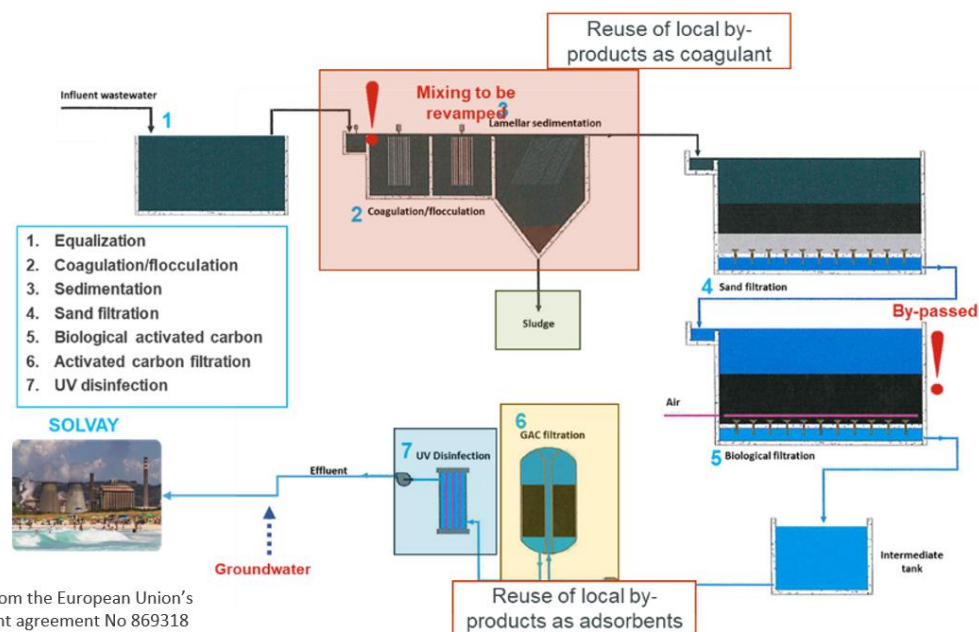 Reuse of local by-
products as coagulant
Influent wastewater
1
Mixing to be
revamped
3
Lamellar sedimentation
2
Coagulation/flocculation
1. Equalization
2. Coagulation/flocculation
3. Sedimentation
4. Sand filtration
5. Biological activated carbon
6. Activated carbon filtration
7. UV disinfection
Sludge
4
Sand filtration
By-passed
Air
5
Biological filtration
SOLVAY
Effluent
Groundwater
7
UV Disinfection
6
GAC filtration
Intermediate
tank
Reuse of local by-
products as adsorbents
om the European Union’s
nt agreement No 869318